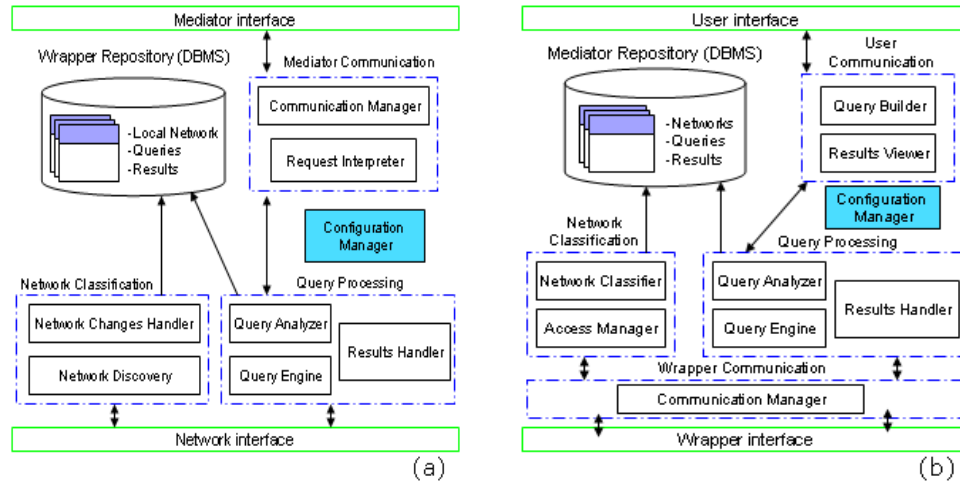 Mediator interface
Wrapper Repository (DBMS)
Mediator Communication
Communication Manager
-Local Network
-Queries
-Results
Request Interpreter
Configuration
Manager
Network Classification
Query Processing
Network Changes Handler
Query Analyzer
Results Handler
Network Discovery
Query Engine
Network interface
(a)
User interface
Mediator Repository (DBMS)
User
Communication
Query Builder
-Networks
-Queries
-Results
Results Viewer
Configuration
Manager
Network
Classification
Query Processing
Network Classifier
Query Analyzer
Results Handler
Access Manager
Query Engine
Wrapper Communication
Communication Manager
Wrapper interface
(b)